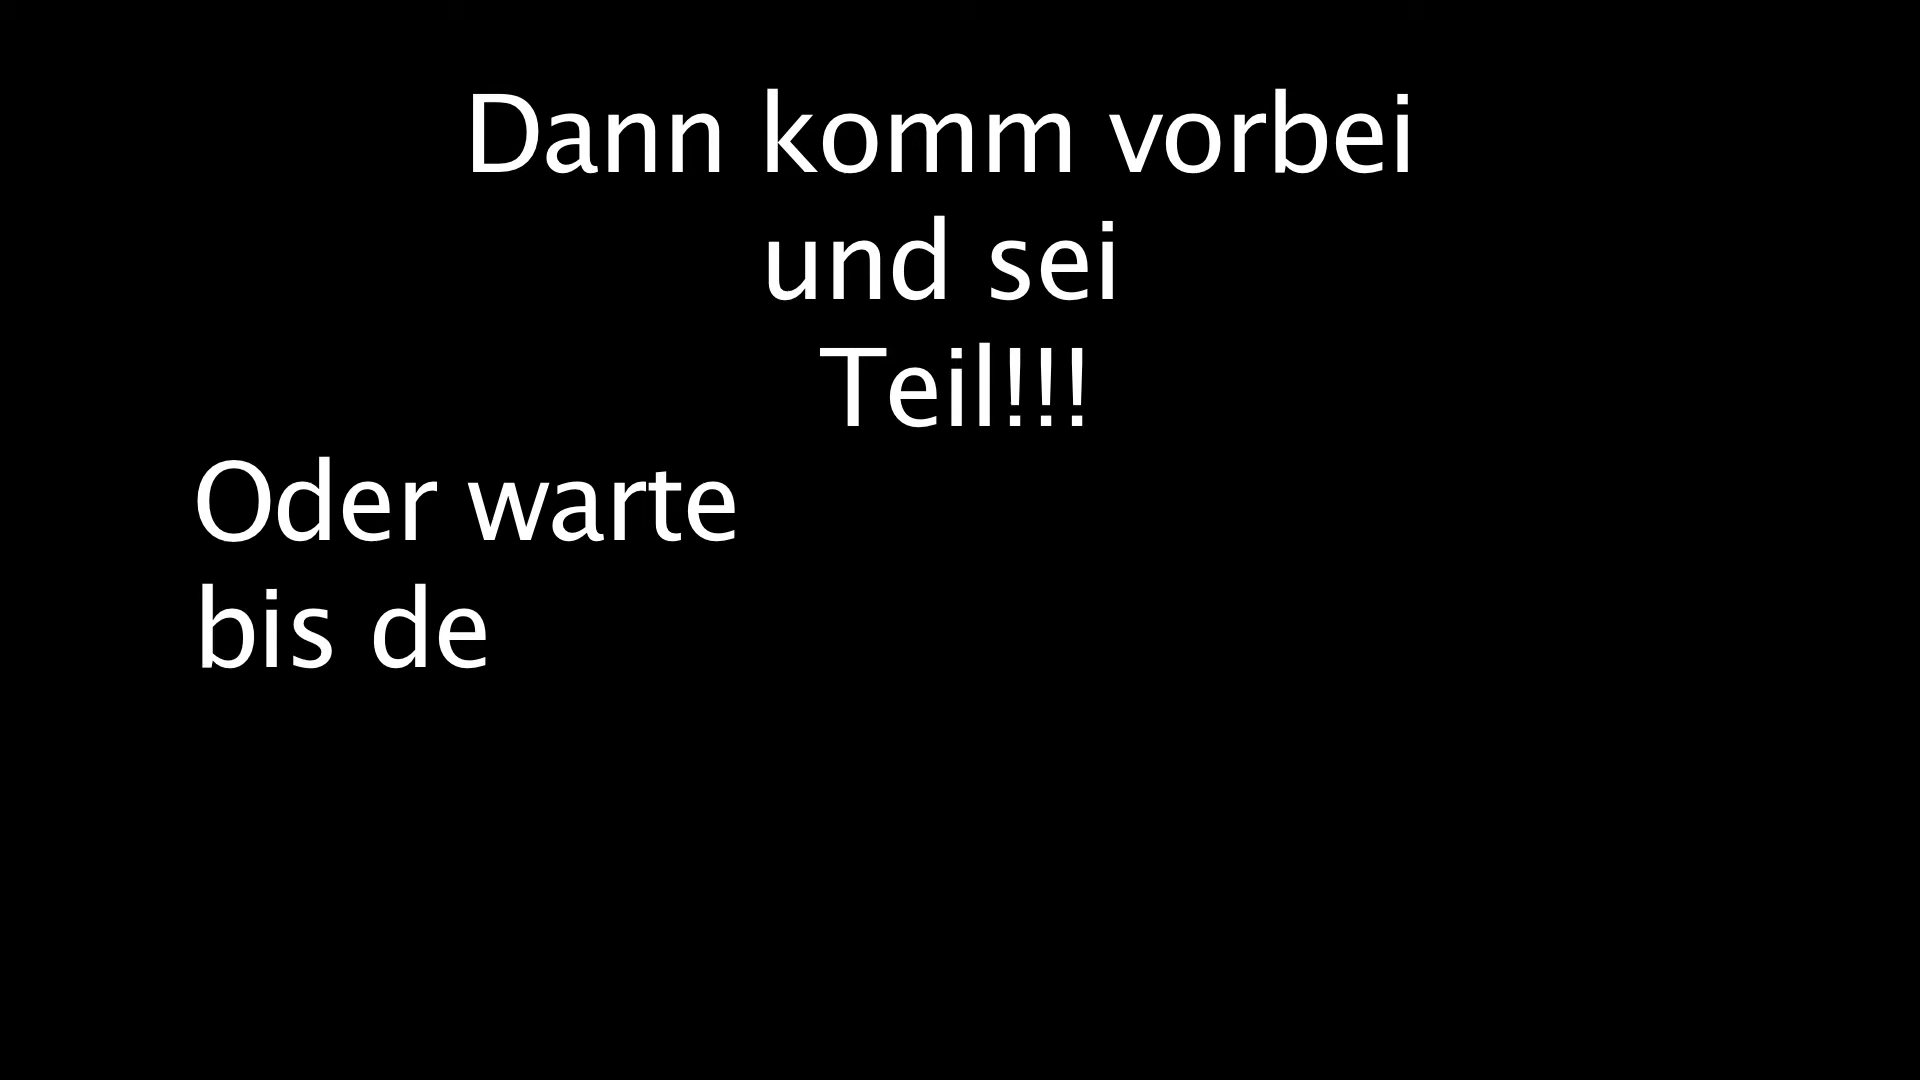 Dann komm vorbei
und sei
Teil!!!
Oder warte
bis de